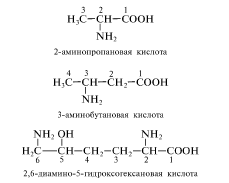 3 2 1
H₃C–CH–COOH
NH₂
2-аминопропановая кислота
4 3 2 1
H₃C–CH–CH₂–COOH
NH₂
3-аминобутановая кислота
NH₂ OH NH₂
H₂C–CH–CH₂–CH₂–CH–COOH
6 5 4 3 2 1
2,6-диамино-5-гидроксогексановая кислота